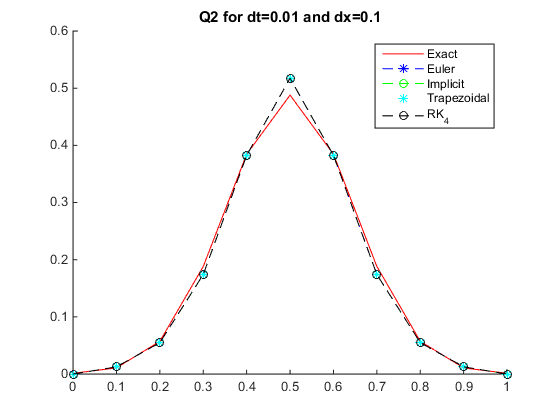 Q2 for dt=0.01 and dx=0.1
0.6
0.5
0.4
0.3
0.2
0.1
0
0 0.1 0.2 0.3 0.4 0.5 0.6 0.7 0.8 0.9 1
Exact
Euler
Implicit
Trapezoidal
RK4